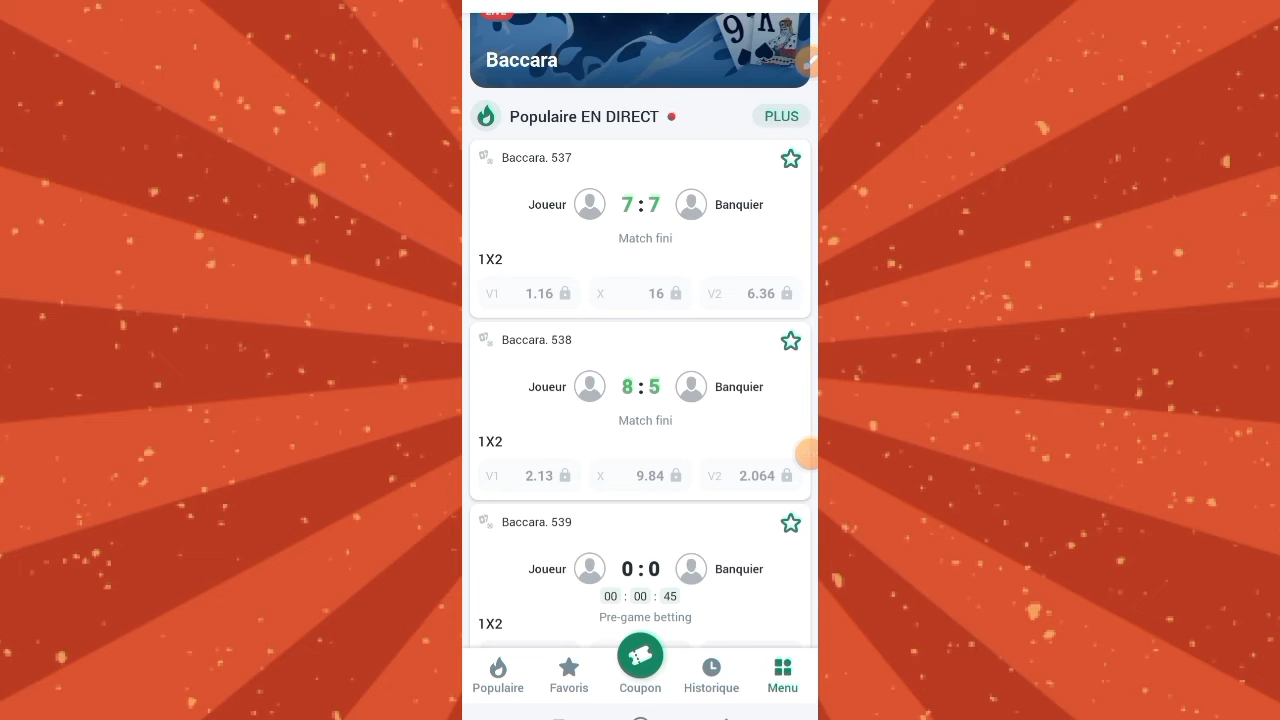 LIVE
9 X
Baccara
Populaire EN DIRECT PLUS
Baccara. 537
Joueur 7 : 7 Banquier
Match fini
1X2
V1 1.16 X 16 V2 6.36
Baccara. 538
Joueur 8 : 5 Banquier
Match fini
1X2
V1 2.13 X 9.84 V2 2.064
Baccara. 539
Joueur 0 : 0 Banquier
00 : 00 : 45
Pre-game betting
1X2
Populaire Favoris Coupon Historique Menu